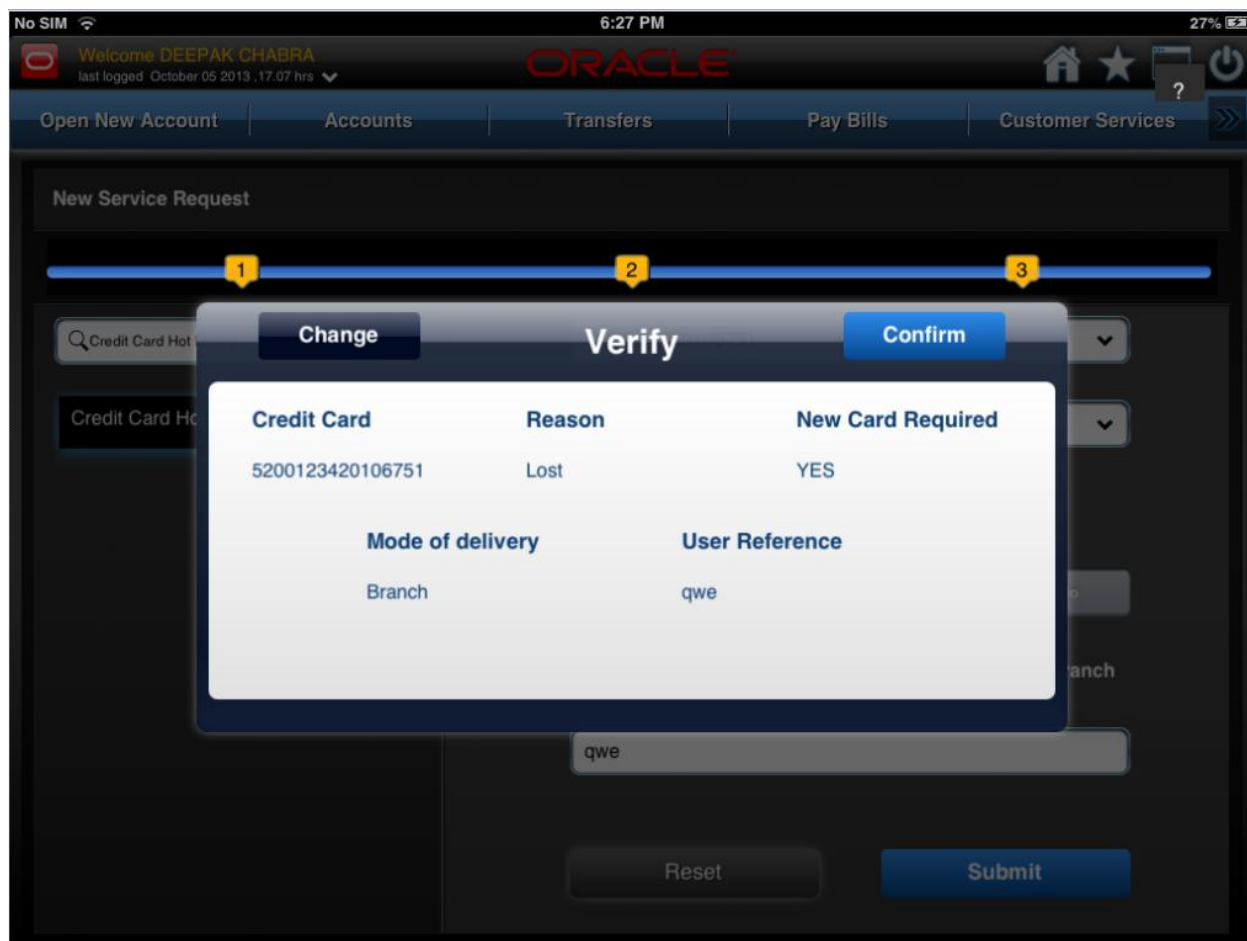 No SIM 6:27 PM 27%
Welcome DEEPAK CHABRA
last logged October 05 2013 ,17.07 hrs
ORACLE
?
Open New Account Accounts Transfers Pay Bills Customer Services
New Service Request
1 2 3
Credit Card Hot
Change Verify Confirm
Credit Card Ho
Credit Card Reason New Card Required
5200123420106751 Lost YES
Mode of delivery User Reference
Branch qwe
anch
qwe
Reset Submit